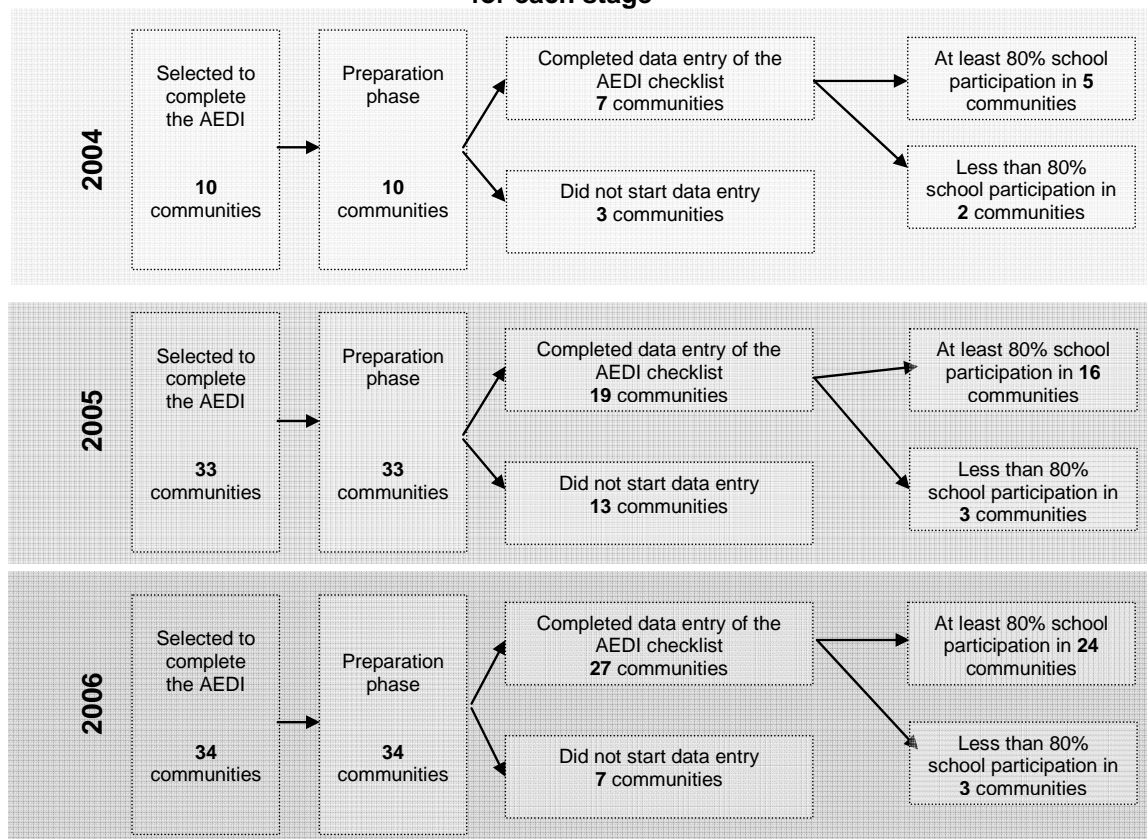 for each stage
2004
Selected to
complete
the AEDI
10
communities
Preparation
phase
10
communities
Completed data entry of the
AEDI checklist
7 communities
Did not start data entry
3 communities
At least 80% school
participation in 5
communities
Less than 80%
school participation in
2 communities
2005
Selected to
complete
the AEDI
33
communities
Preparation
phase
33
communities
Completed data entry of the
AEDI checklist
19 communities
Did not start data entry
13 communities
At least 80% school
participation in 16
communities
Less than 80%
school participation in
3 communities
2006
Selected to
complete
the AEDI
34
communities
Preparation
phase
34
communities
Completed data entry of the
AEDI checklist
27 communities
Did not start data entry
7 communities
At least 80% school
participation in 24
communities
Less than 80%
school participation in
3 communities